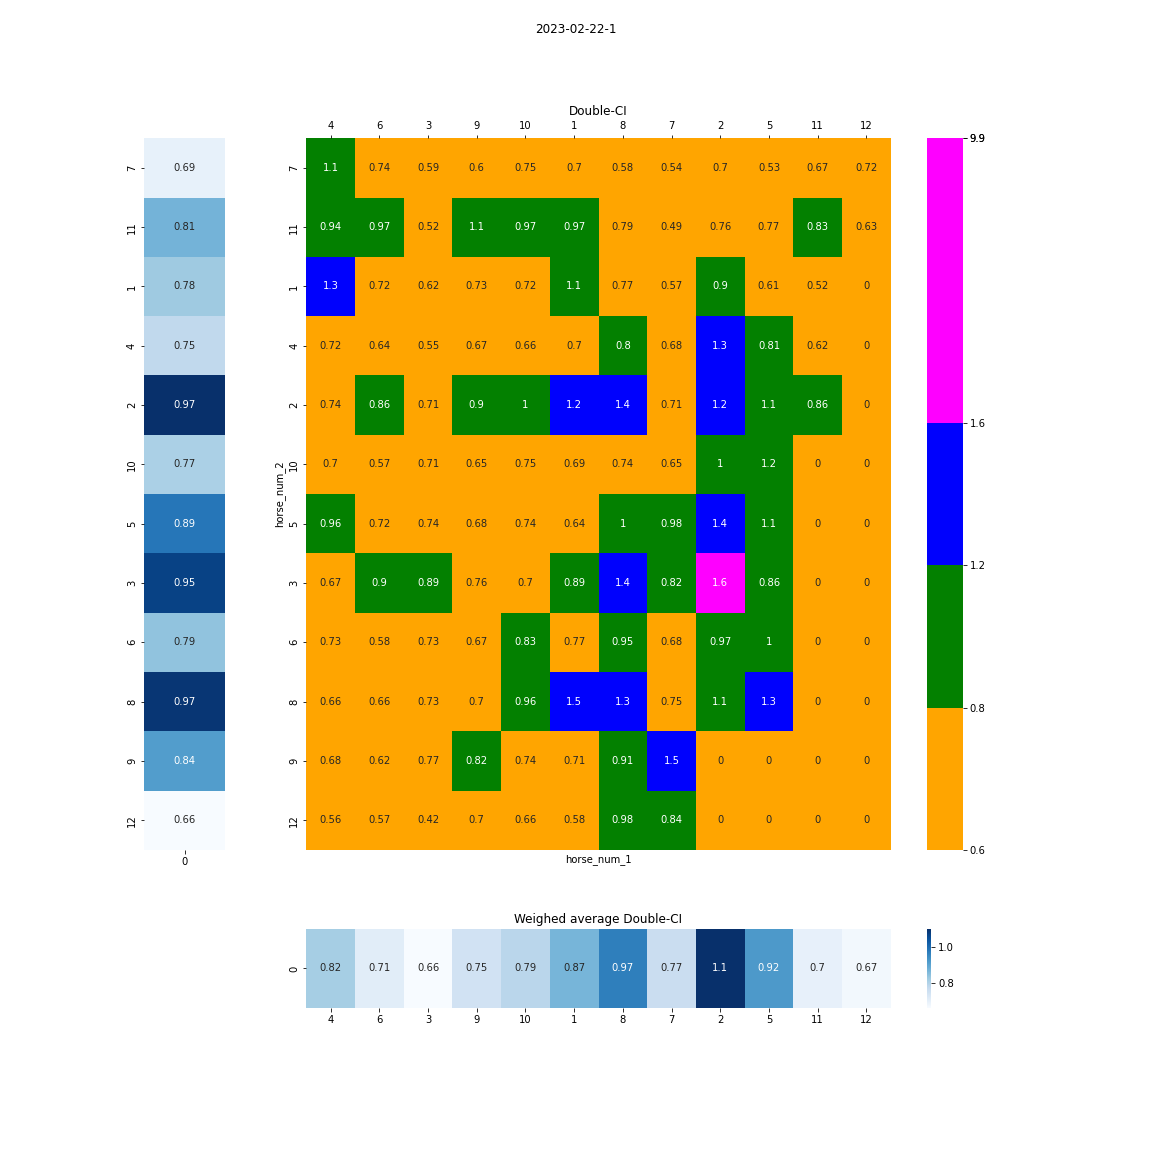 2023-02-22-1
Double-CI
4 6 3 9 10 1 8 7 2 5 11 12
7 0.69 7 1.1 0.74 0.59 0.6 0.75 0.7 0.58 0.54 0.7 0.53 0.67 0.72 9.9
11 0.81 11 0.94 0.97 0.52 1.1 0.97 0.97 0.79 0.49 0.76 0.77 0.83 0.63
1 0.78 1 1.3 0.72 0.62 0.73 0.72 1.1 0.77 0.57 0.9 0.61 0.52 0
4 0.75 4 0.72 0.64 0.55 0.67 0.66 0.7 0.8 0.68 1.3 0.81 0.62 0
2 0.97 2 0.74 0.86 0.71 0.9 1 1.2 1.4 0.71 1.2 1.1 0.86 0 1.6
10 0.77 10 0.7 0.57 0.71 0.65 0.75 0.69 0.74 0.65 1 1.2 0 0
horse_num_2
5 0.89 5 0.96 0.72 0.74 0.68 0.74 0.64 1 0.98 1.4 1.1 0 0 1.2
3 0.95 3 0.67 0.9 0.89 0.76 0.7 0.89 1.4 0.82 1.6 0.86 0 0
6 0.79 6 0.73 0.58 0.73 0.67 0.83 0.77 0.95 0.68 0.97 1 0 0
8 0.97 8 0.66 0.66 0.73 0.7 0.96 1.5 1.3 0.75 1.1 1.3 0 0 0.8
9 0.84 9 0.68 0.62 0.77 0.82 0.74 0.71 0.91 1.5 0 0 0 0
12 0.66 12 0.56 0.57 0.42 0.7 0.66 0.58 0.98 0.84 0 0 0 0 0.6
0 horse_num_1
Weighed average Double-CI
0 0.82 0.71 0.66 0.75 0.79 0.87 0.97 0.77 1.1 0.92 0.7 0.67 1.0
0.8
4 6 3 9 10 1 8 7 2 5 11 12